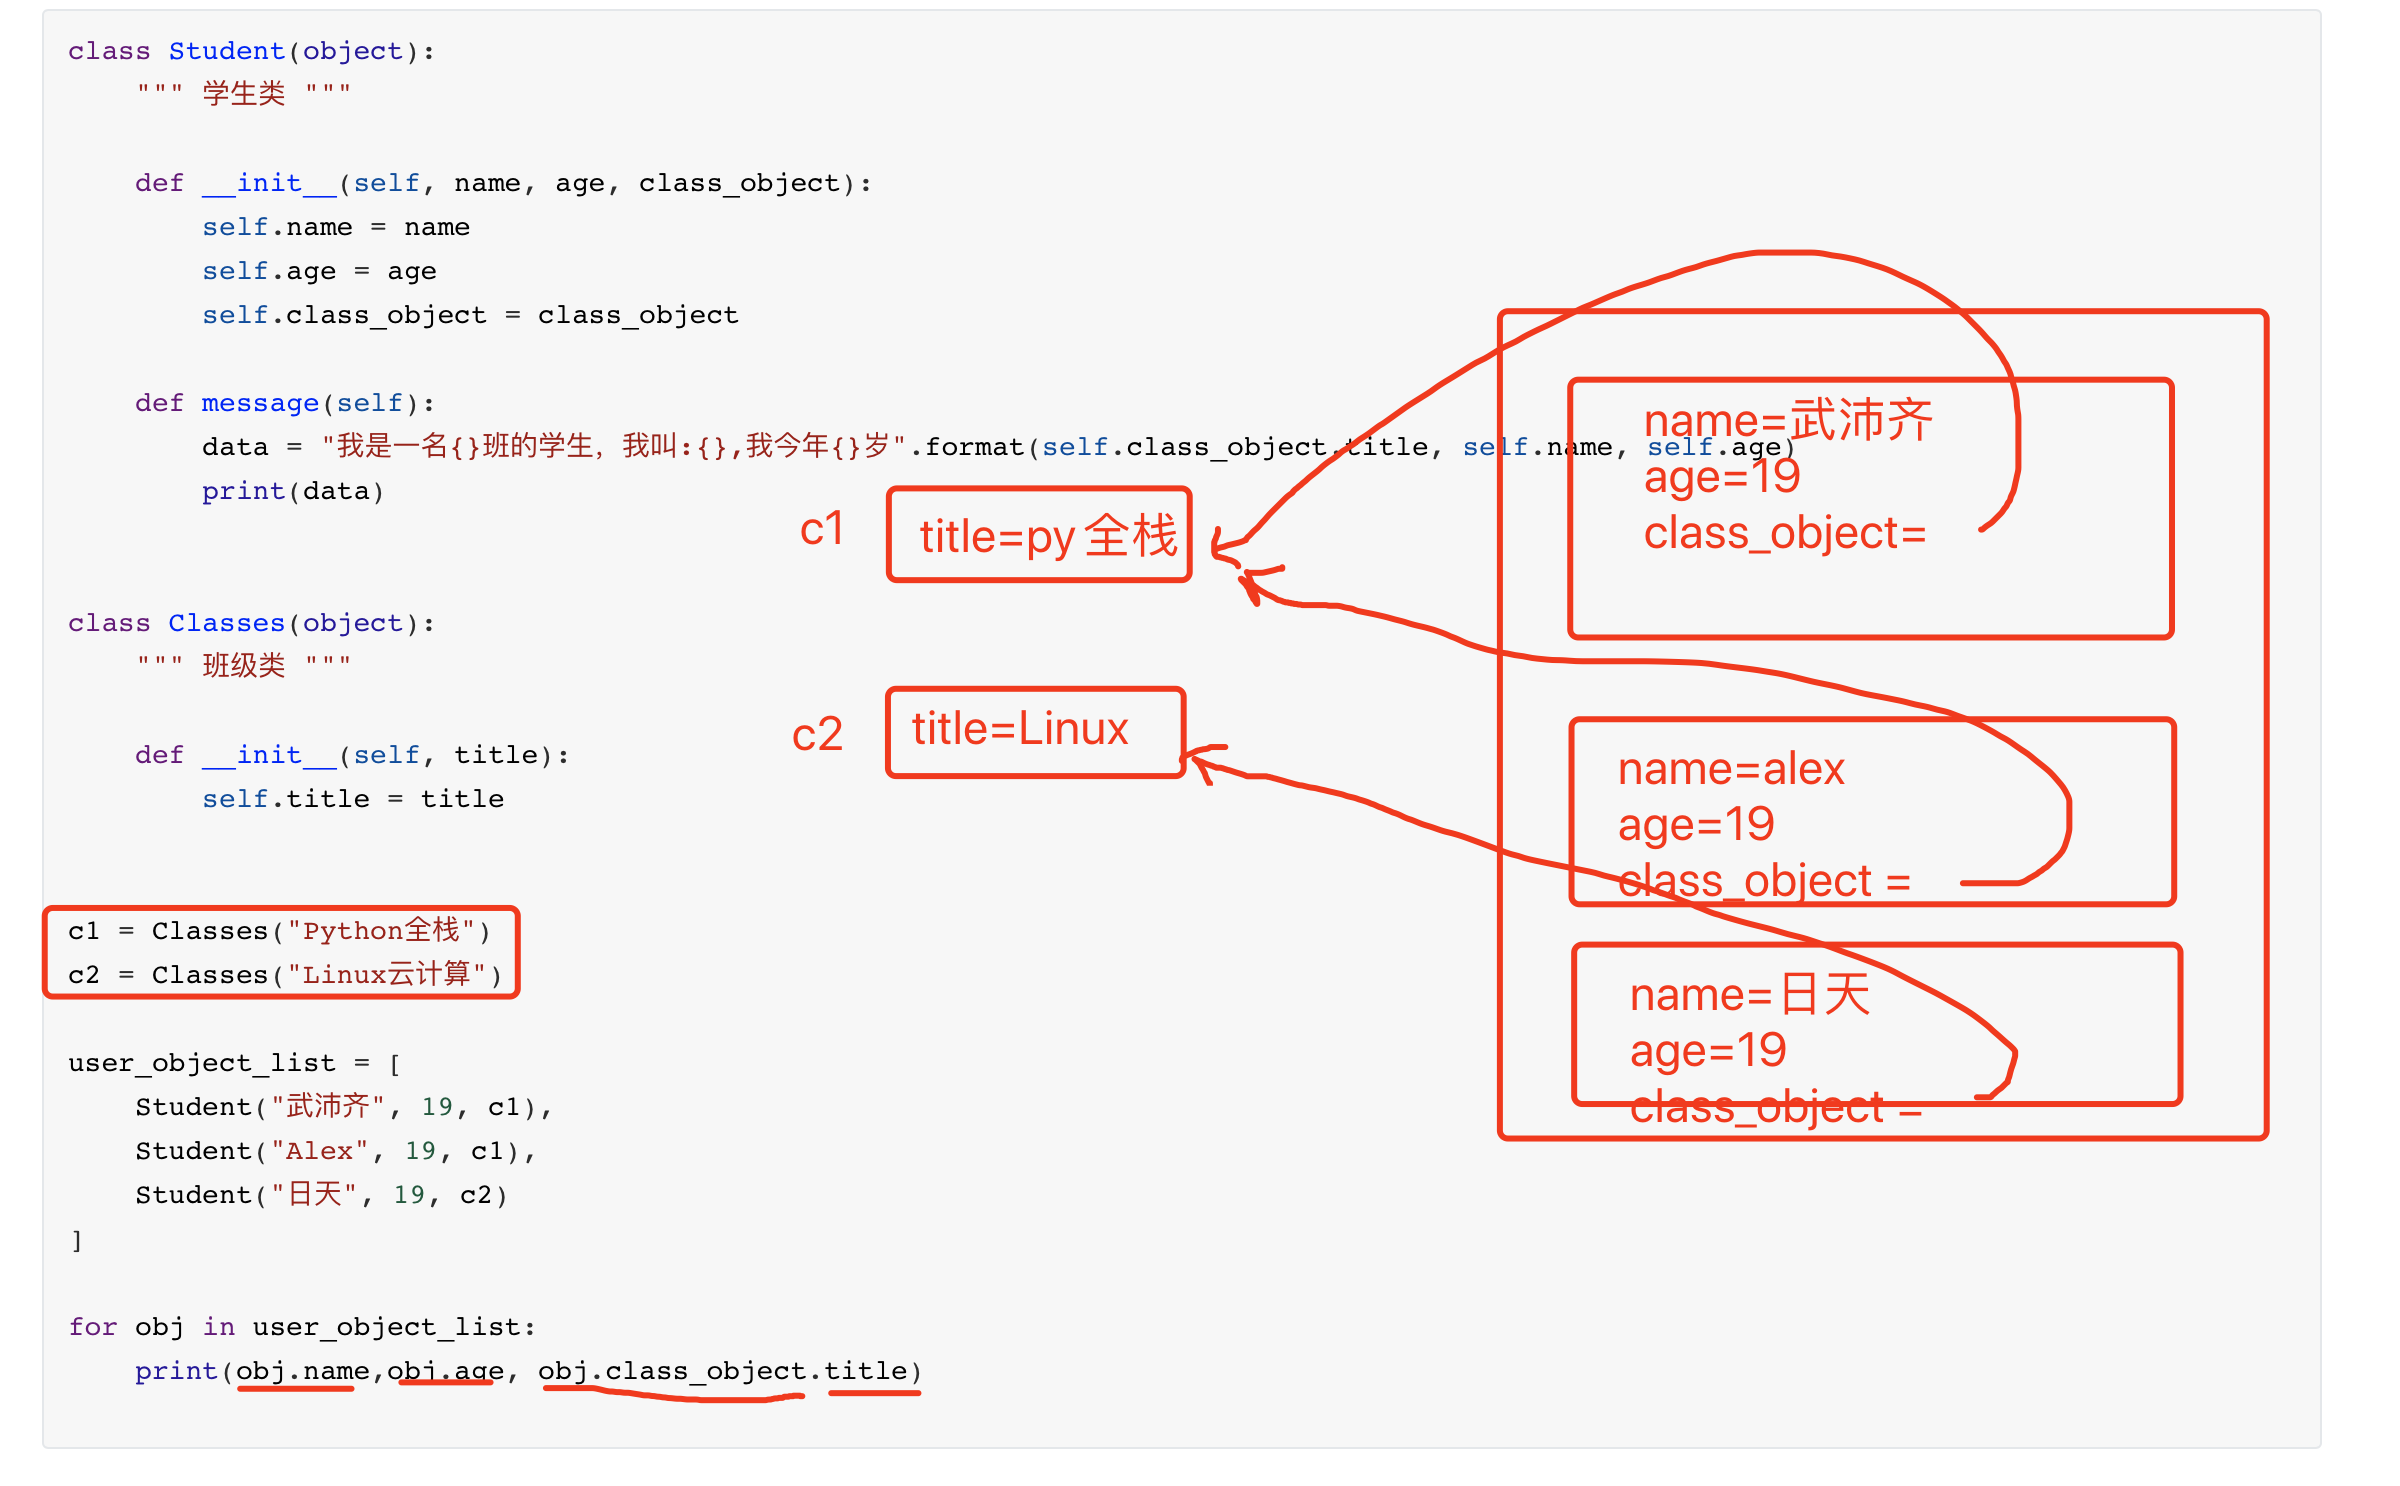 class Student(object):
    """ 学生类 """

    def __init__(self, name, age, class_object):
        self.name = name
        self.age = age
        self.class_object = class_object

    def message(self):
        data = "我是一名{}班的学生，我叫:{},我今年{}岁".format(self.class_object.title, self.name, self.age)
        print(data)

class Classes(object):
    """ 班级类 """

    def __init__(self, title):
        self.title = title

c1 = Classes("Python全栈")
c2 = Classes("Linux云计算")

user_object_list = [
    Student("武沛齐", 19, c1),
    Student("Alex", 19, c1),
    Student("日天", 19, c2)
]

for obj in user_object_list:
    print(obj.name,obj.age, obj.class_object.title)

c1
title=py 全栈
c2
title=Linux
name=武沛齐
age=19
class_object=
name=alex
age=19
class_object =
name=日天
age=19
class_object =